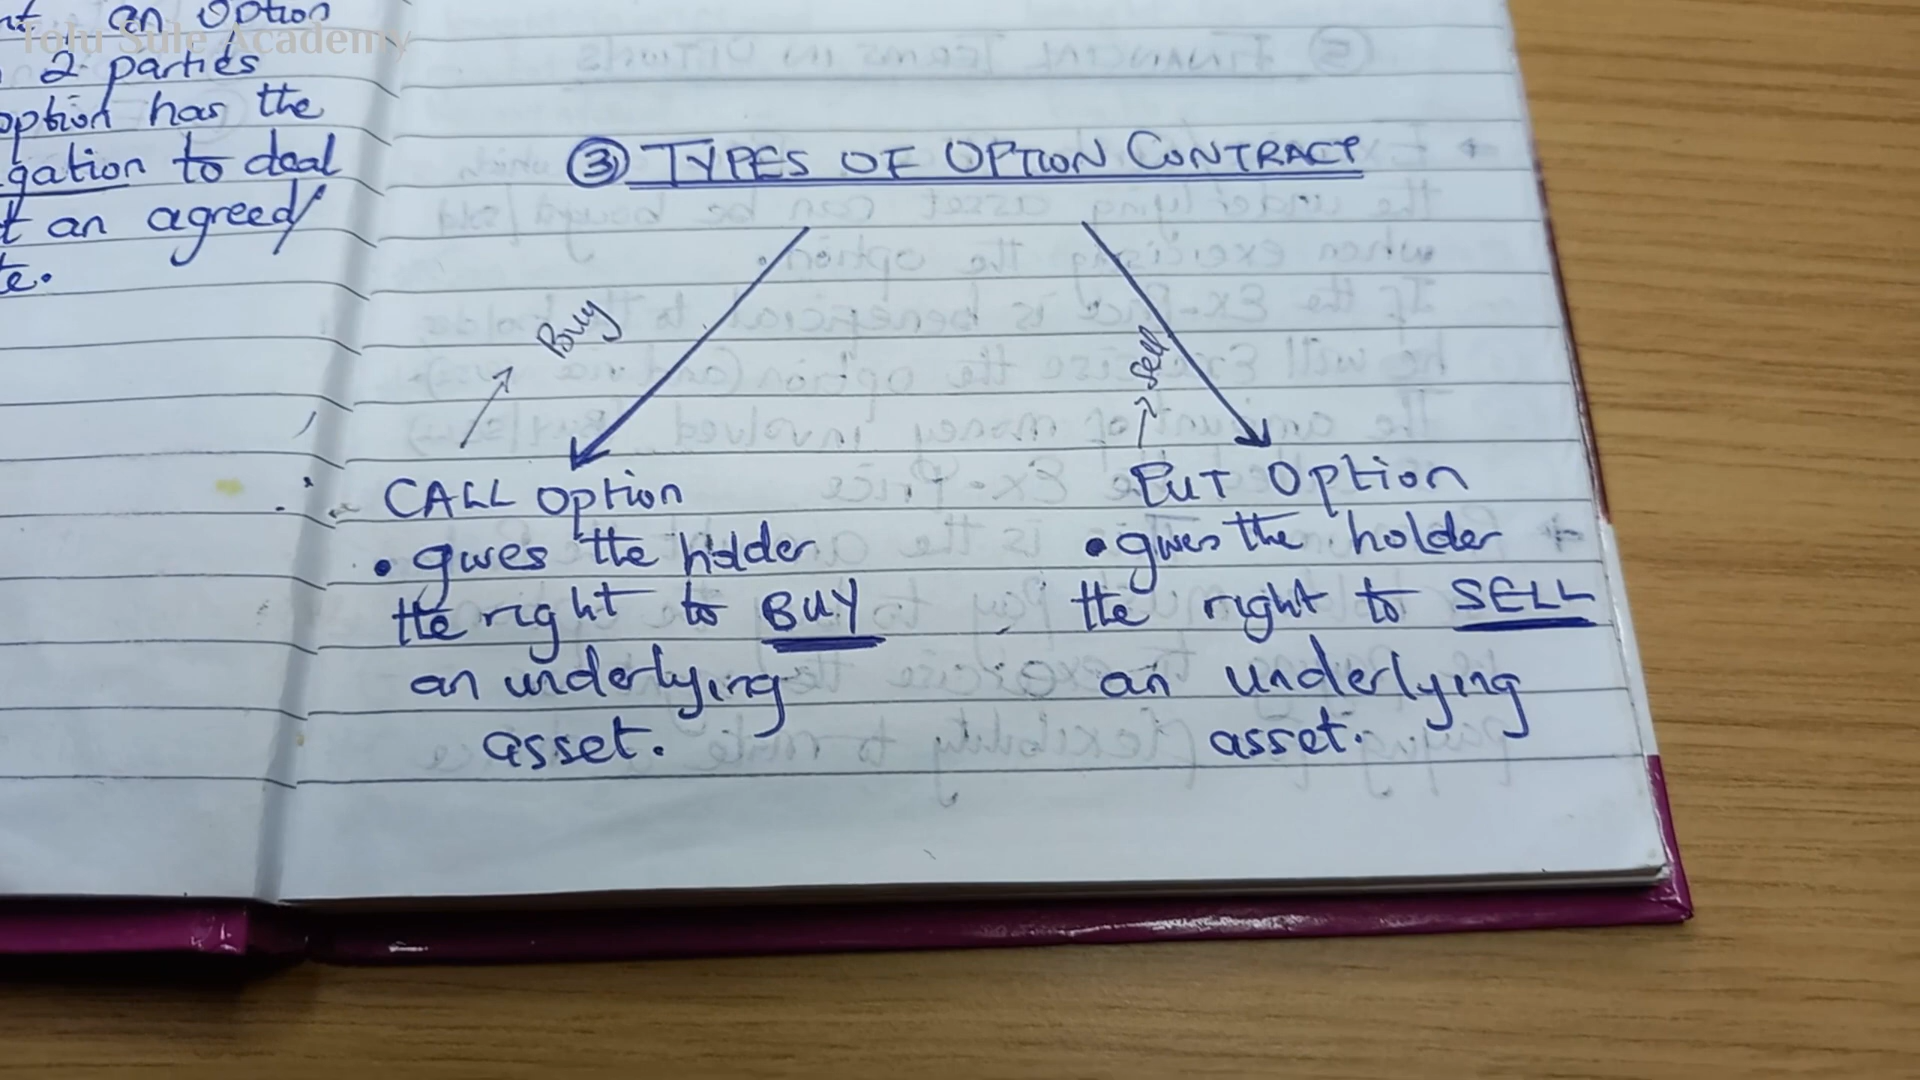 Tolu Sule Academy
an option
2 parties
option has the
gation to deal
t an agreed/
te.
③ TYPES OF OPTION CONTRACT
Buy
Sell
CALL option
• gives the holder
the right to BUY
an underlying
asset.
PUT Option
• gives the holder
the right to SELL
an underlying
asset.